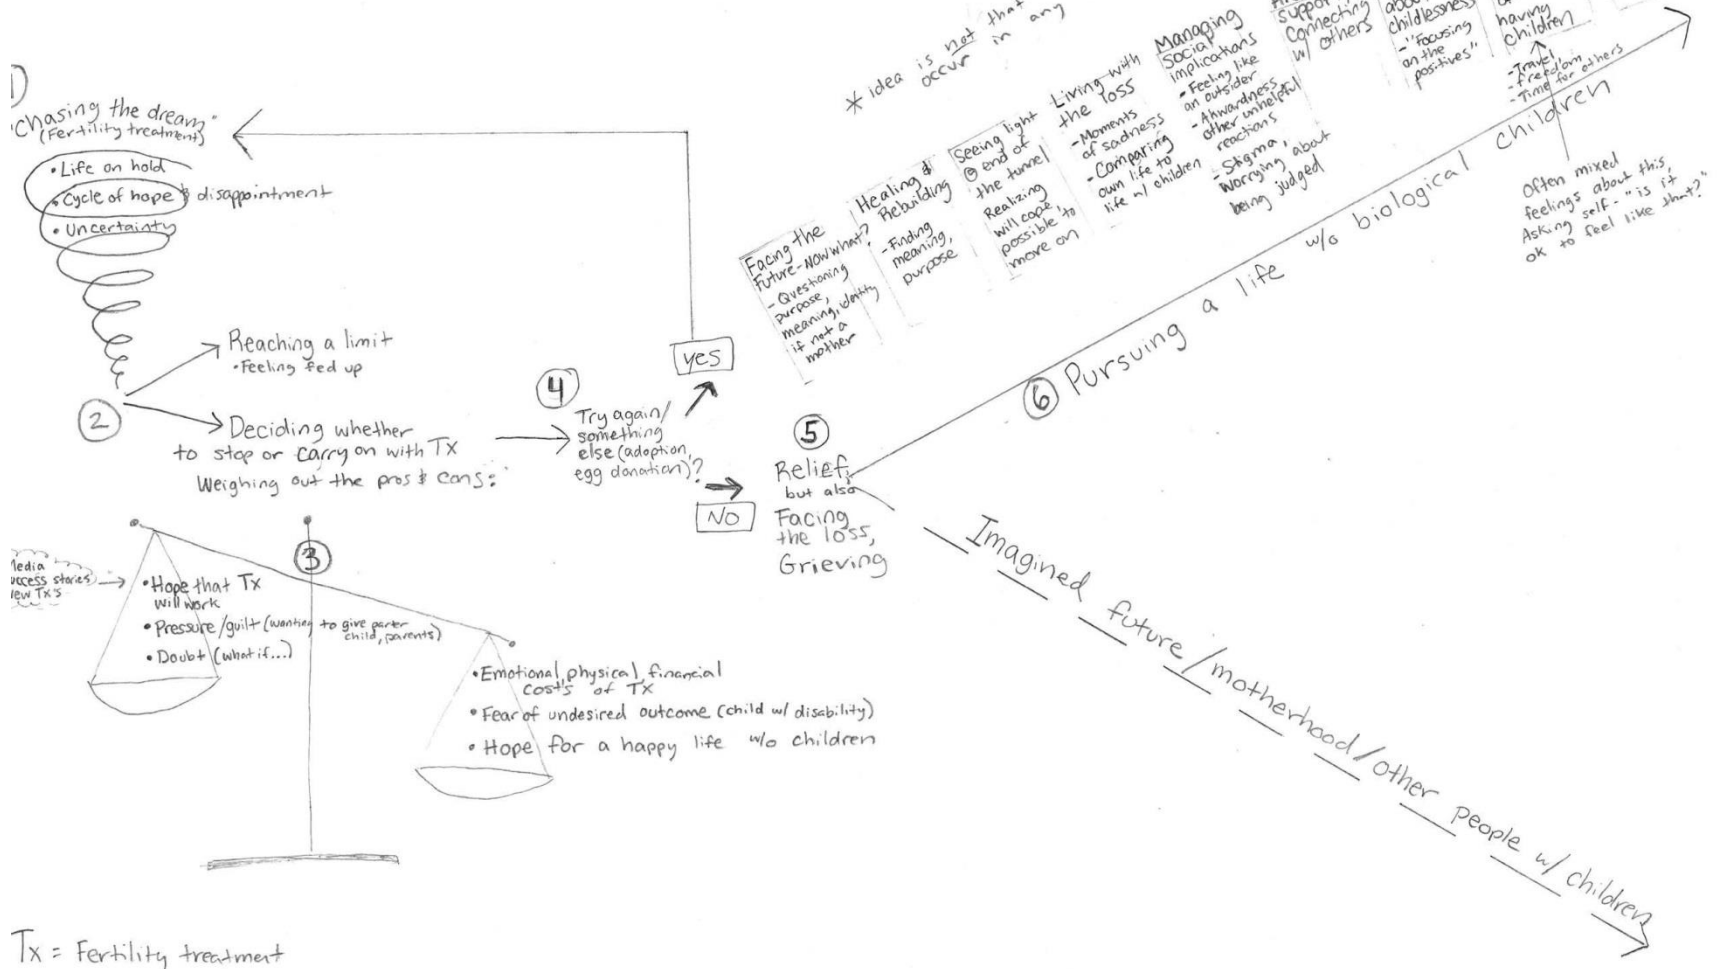 1
"Chasing the dream"
(Fertility treatment)
• Life on hold
• Cycle of hope & disappointment
• Uncertainty
2
Reaching a limit
• Feeling fed up
Deciding whether
to stop or carry on with Tx
Weighing out the pros & cons:
3
Media
success stories
new Tx's
• Hope that Tx
will work
• Pressure/guilt (wanting to give parter
child, parents)
• Doubt (what if...)
• Emotional, physical, financial
cost's of Tx
• Fear of undesired outcome (child w/ disability)
• Hope for a happy life w/o children
4
Try again/
something
else (adoption,
egg donation)?
yes
NO
5
Relief,
but also
Facing
the loss,
Grieving
6 Pursuing a life w/o biological children
Facing the
Future-Now what?
- Questioning
purpose,
meaning, identity
if not a
mother
Healing &
Rebuilding
- Finding
meaning,
purpose
Seeing light
@ end of
the tunnel
Realizing
will cope,
possible to
move on
Living with
the loss
- Moments
of sadness
- Comparing
own life to
life w/ children
Managing
Social
implications
- Feeling like
an outsider
- Akwardness,
other unhelpful
reactions
- Stigma,
worrying about
being judged
support
Connecting
w/ others
about
childlessness
- "Focusing
on the
positives"
having
children
- Travel
- freedom
- Time for others
Often mixed
feelings about this,
Asking self - "is it
ok to feel like that?"
* idea is not that
occur in any
Imagined future/motherhood/other people w/ children
Tx = Fertility treatment